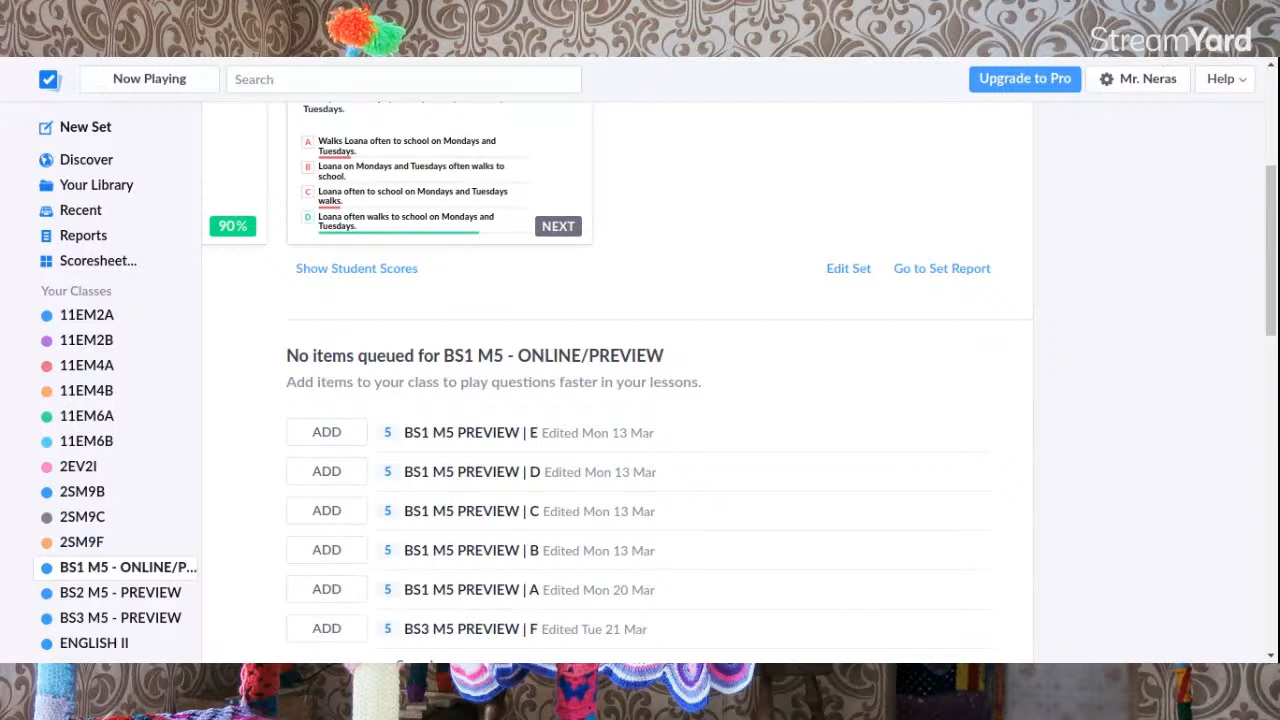 StreamYard
Now Playing
Search
Upgrade to Pro
Mr. Neras
Help
New Set
Discover
Your Library
Recent
Reports
Scoresheet...
Your Classes
11EM2A
11EM2B
11EM4A
11EM4B
11EM6A
11EM6B
2EV2I
2SM9B
2SM9C
2SM9F
BS1 M5 - ONLINE/P...
BS2 M5 - PREVIEW
BS3 M5 - PREVIEW
ENGLISH II
90%
Tuesdays.
A Walks Loana often to school on Mondays and
Tuesdays.
B Loana on Mondays and Tuesdays often walks to
school.
C Loana often to school on Mondays and Tuesdays
walks.
D Loana often walks to school on Mondays and
Tuesdays.
NEXT
Show Student Scores
Edit Set
Go to Set Report
No items queued for BS1 M5 - ONLINE/PREVIEW
Add items to your class to play questions faster in your lessons.
ADD 5 BS1 M5 PREVIEW | E Edited Mon 13 Mar
ADD 5 BS1 M5 PREVIEW | D Edited Mon 13 Mar
ADD 5 BS1 M5 PREVIEW | C Edited Mon 13 Mar
ADD 5 BS1 M5 PREVIEW | B Edited Mon 13 Mar
ADD 5 BS1 M5 PREVIEW | A Edited Mon 20 Mar
ADD 5 BS3 M5 PREVIEW | F Edited Tue 21 Mar